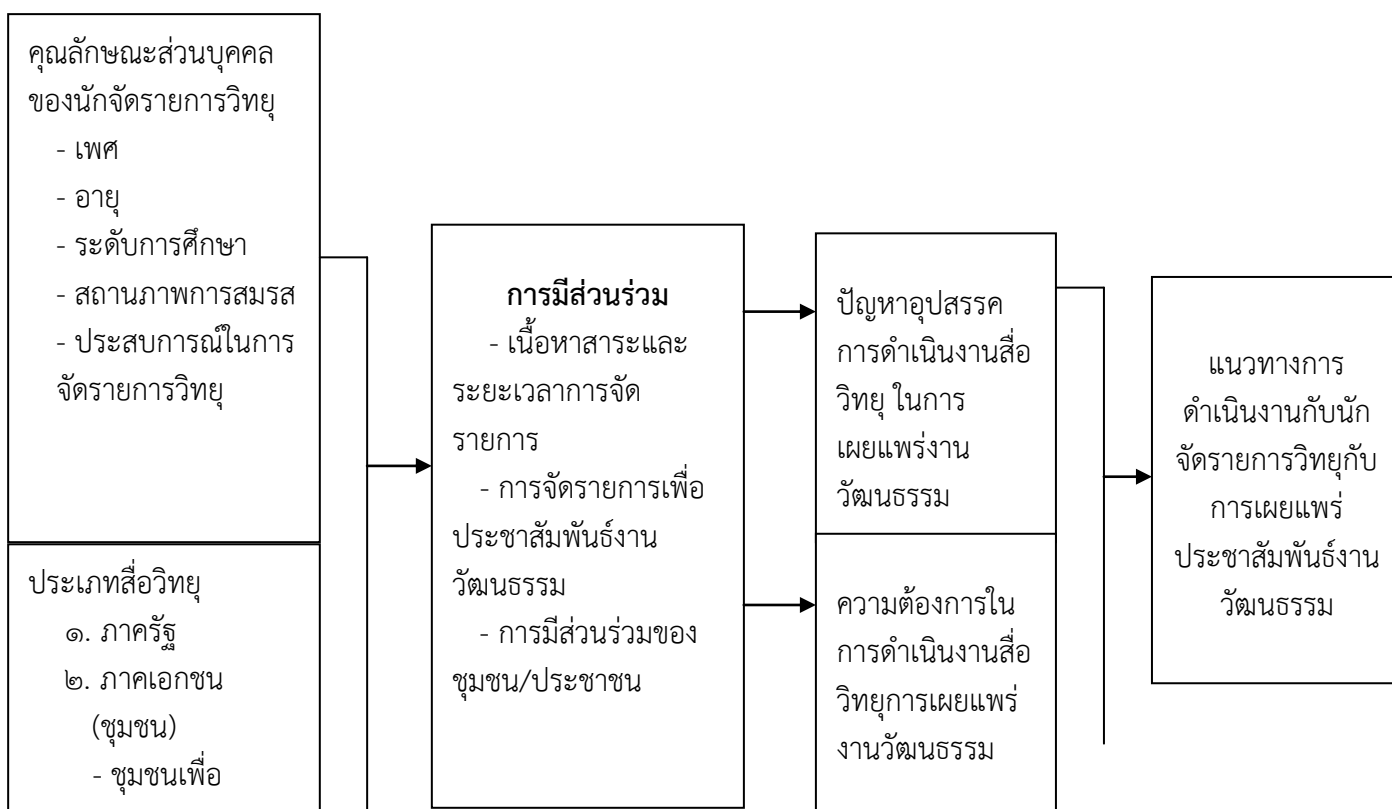 คุณลักษณะส่วนบุคคล
ของนักจัดรายการวิทยุ
- เพศ
- อายุ
- ระดับการศึกษา
- สถานภาพการสมรส
- ประสบการณ์ในการ
จัดรายการวิทยุ
ประเภทสื่อวิทยุ
๑. ภาครัฐ
๒. ภาคเอกชน
(ชุมชน)
- ชุมชนเพื่อ
การมีส่วนร่วม
- เนื้อหาสาระและ
ระยะเวลาการจัด
รายการ
- การจัดรายการเพื่อ
ประชาสัมพันธ์งาน
วัฒนธรรม
- การมีส่วนร่วมของ
ชุมชน/ประชาชน
ปัญหาอุปสรรค
การดำเนินงานสื่อ
วิทยุ ในการ
เผยแพร่งาน
วัฒนธรรม
ความต้องการใน
การดำเนินงานสื่อ
วิทยุการเผยแพร่
งานวัฒนธรรม
แนวทางการ
ดำเนินงานกับนัก
จัดรายการวิทยุกับ
การเผยแพร่
ประชาสัมพันธ์งาน
วัฒนธรรม